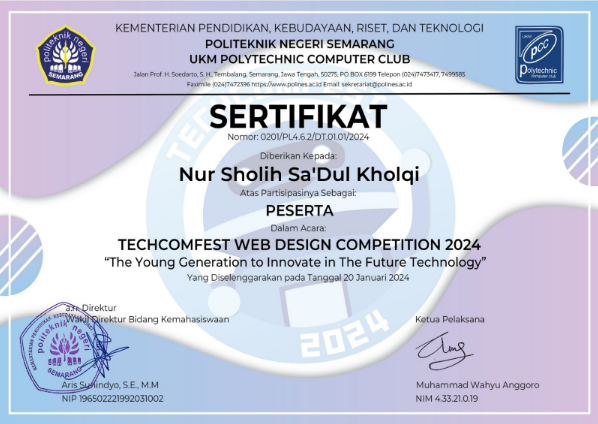 KEMENTERIAN PENDIDIKAN, KEBUDAYAAN, RISET, DAN TEKNOLOGI
POLITEKNIK NEGERI SEMARANG
UKM POLYTECHNIC COMPUTER CLUB
Jalan Prof. H. Soedarto, S. H., Tembalang, Semarang, Jawa Tengah, 50275, PO BOX 6199 Telepon (024)7473417, 7499585
Faximile (024)7472396 https://www.polines.ac.id Email: sekretariat@polines.ac.id
politeknik negeri
SEMARANG
UKM
PCC
Polytechnic
Computer Club
SERTIFIKAT
Nomor: 0201/PL4.6.2/DT.01.01/2024
Diberikan Kepada:
Nur Sholih Sa'Dul Kholqi
Atas Partisipasinya Sebagai:
PESERTA
Dalam Acara:
TECHCOMFEST WEB DESIGN COMPETITION 2024
“The Young Generation to Innovate in The Future Technology”
Yang Diselenggarakan pada Tanggal 20 Januari 2024
2024
a.n. Direktur
Wakil Direktur Bidang Kemahasiswaan
politeknik negeri
SEMARANG
Aris Sunindyo, S.E., M.M
NIP 196502221992031002
Ketua Pelaksana
Muhammad Wahyu Anggoro
NIM 4.33.21.0.19